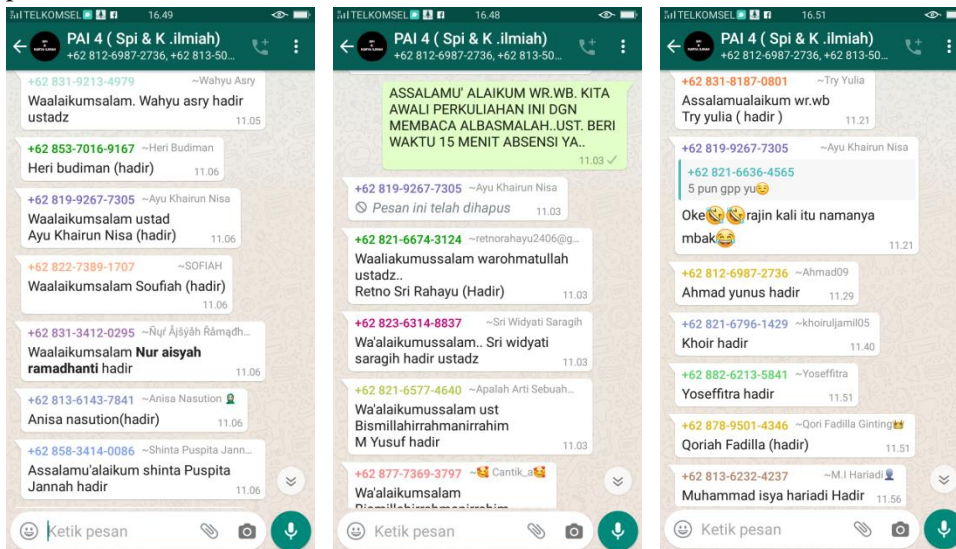 TELKOMSEL 16.49
PAI 4 ( Spi & K .ilmiah)
+62 812-6987-2736, +62 813-50...
+62 831-9213-4979 ~Wahyu Asry
Waalaikumsalam. Wahyu asry hadir
ustadz 11.05
+62 853-7016-9167 ~Heri Budiman
Heri budiman (hadir) 11.06
+62 819-9267-7305 ~Ayu Khairun Nisa
Waalaikumsalam ustad
Ayu Khairun Nisa (hadir) 11.06
+62 822-7389-1707 ~SOFIAH
Waalaikumsalam Soufiah (hadir)
11.06
+62 831-3412-0295 ~Ñųŕ Åjşýåh Řåmąđh...
Waalaikumsalam Nur aisyah
ramadhanti hadir 11.06
+62 813-6143-7841 ~Anisa Nasution
Anisa nasution(hadir) 11.06
+62 858-3414-0086 ~Shinta Puspita Jann...
Assalamu'alaikum shinta Puspita
Jannah hadir 11.06
Ketik pesan
TELKOMSEL 16.48
PAI 4 ( Spi & K .ilmiah)
+62 812-6987-2736, +62 813-50...
ASSALAMU' ALAIKUM WR.WB. KITA
AWALI PERKULIAHAN INI DGN
MEMBACA ALBASMALAH..UST. BERI
WAKTU 15 MENIT ABSENSI YA..
11.03
+62 819-9267-7305 ~Ayu Khairun Nisa
Pesan ini telah dihapus 11.03
+62 821-6674-3124 ~retnorahayu2406@g...
Waaliakumussalam warohmatullah
ustadz..
Retno Sri Rahayu (Hadir) 11.03
+62 823-6314-8837 ~Sri Widyati Saragih
Wa'alaikumussalam.. Sri widyati
saragih hadir ustadz 11.03
+62 821-6577-4640 ~Apalah Arti Sebuah...
Wa'alaikumussalam ust
Bismillahirrahmanirrahim
M Yusuf hadir 11.03
+62 877-7369-3797 ~🥰 Cantik_a🥰
Wa'alaikumsalam
Bismillahirrohmanirrahim
Ketik pesan
TELKOMSEL 16.51
PAI 4 ( Spi & K .ilmiah)
+62 812-6987-2736, +62 813-50...
+62 831-8187-0801 ~Try Yulia
Assalamualaikum wr.wb
Try yulia ( hadir ) 11.21
+62 819-9267-7305 ~Ayu Khairun Nisa
+62 821-6636-4565
5 pun gpp yu😉
Oke🤣🤣rajin kali itu namanya
mbak😂 11.21
+62 812-6987-2736 ~Ahmad09
Ahmad yunus hadir 11.29
+62 821-6796-1429 ~khoiruljamil05
Khoir hadir 11.40
+62 882-6213-5841 ~Yoseffitra
Yoseffitra hadir 11.51
+62 878-9501-4346 ~Qori Fadilla Ginting
Qoriah Fadilla (hadir) 11.51
+62 813-6232-4237 ~M.I Hariadi
Muhammad isya hariadi Hadir 11.56
Ketik pesan